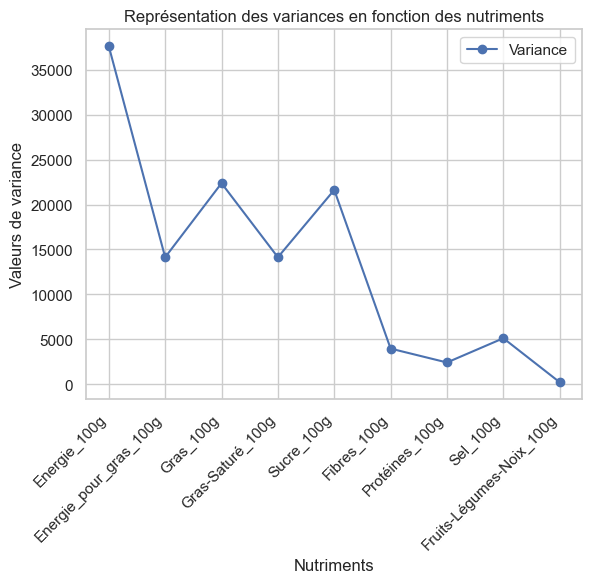 Représentation des variances en fonction des nutriments
Variance
Valeurs de variance
35000
30000
25000
20000
15000
10000
5000
0
Energie_100g
Energie_pour_gras_100g
Gras_100g
Gras-Saturé_100g
Sucre_100g
Fibres_100g
Protéines_100g
Sel_100g
Fruits-Légumes-Noix_100g
Nutriments